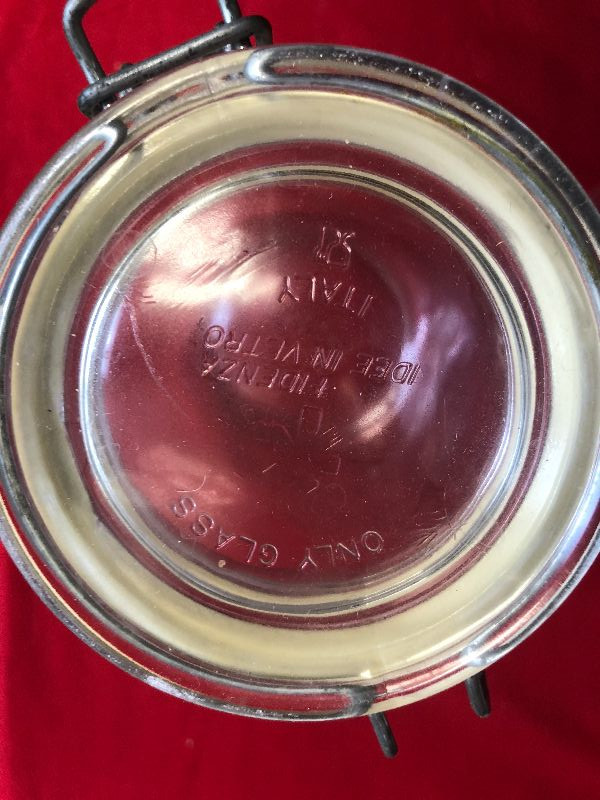 ITALY
IDEE IN VETRO
FIDENZA
ONLY GLASS